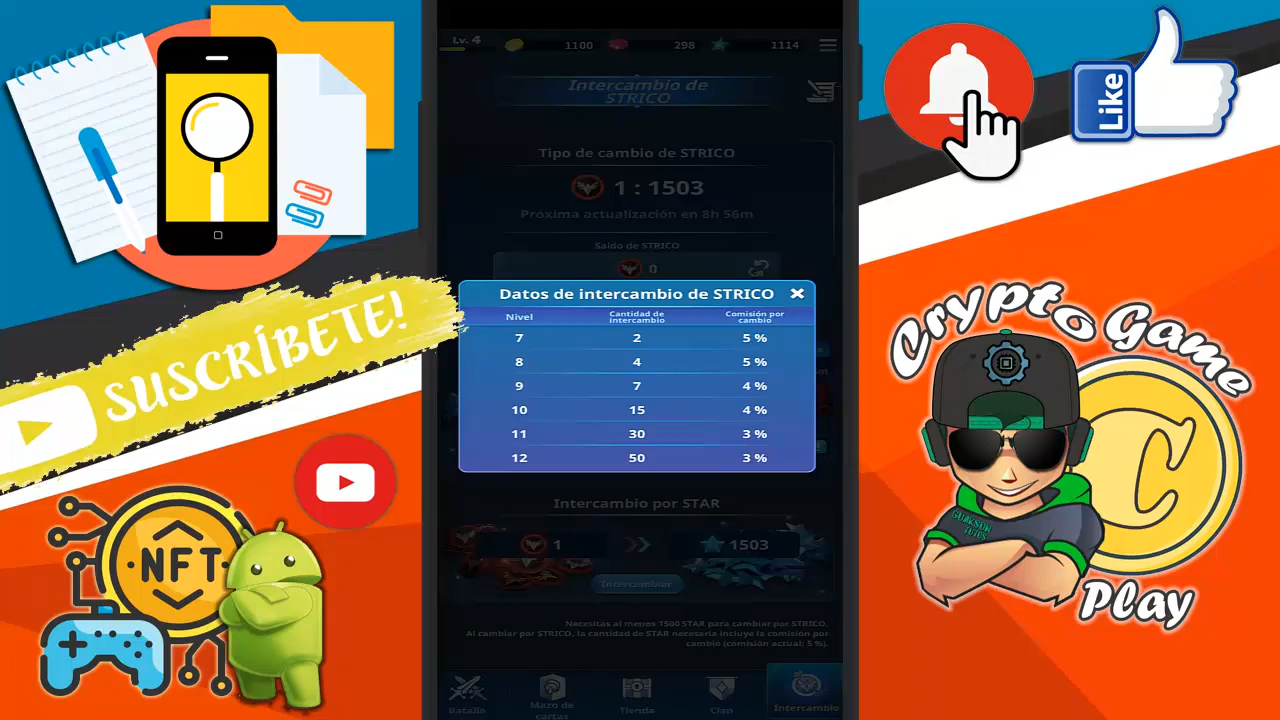 Lv. 4
1100
298
1114
Intercambio de
STRICO
Tipo de cambio de STRICO
1 : 1503
Próxima actualización en 8h 56m
Saldo de STRICO
0
Datos de intercambio de STRICO
Nivel
Cantidad de
intercambio
Comisión por
cambio
7 2 5 %
8 4 5 %
9 7 4 %
10 15 4 %
11 30 3 %
12 50 3 %
Intercambio por STAR
1
1503
Intercambiar
Necesitas al menos 1500 STAR para cambiar por STRICO.
Al cambiar por STRICO, la cantidad de STAR necesaria incluye la comisión por
cambio (comisión actual: 5 %).
Batalla
Mazo de
cartas
Tienda
Clan
Intercambio
SUSCRÍBETE!
NFT
Like
Crypto Game
C
GUAKSON
TUTOS
Play